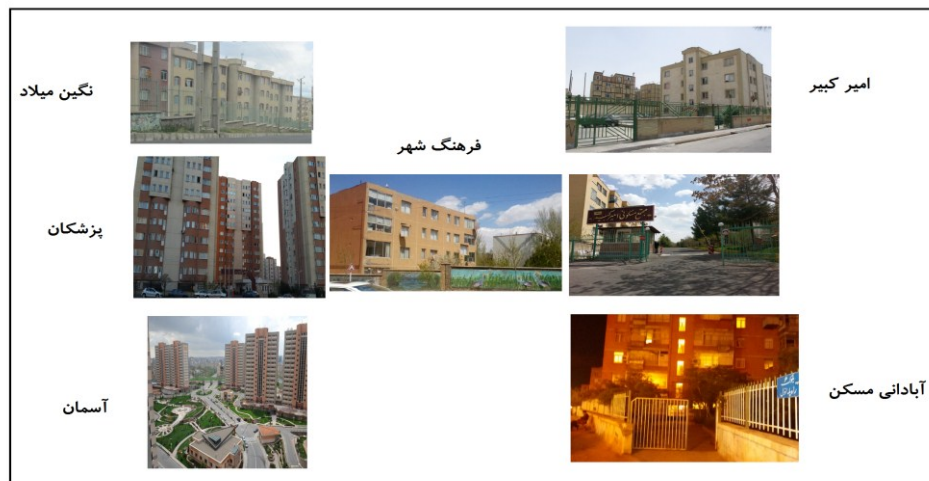 امیر کبیر
نگین میلاد
فرهنگ شهر
پزشکان
آبادانی مسکن
آسمان